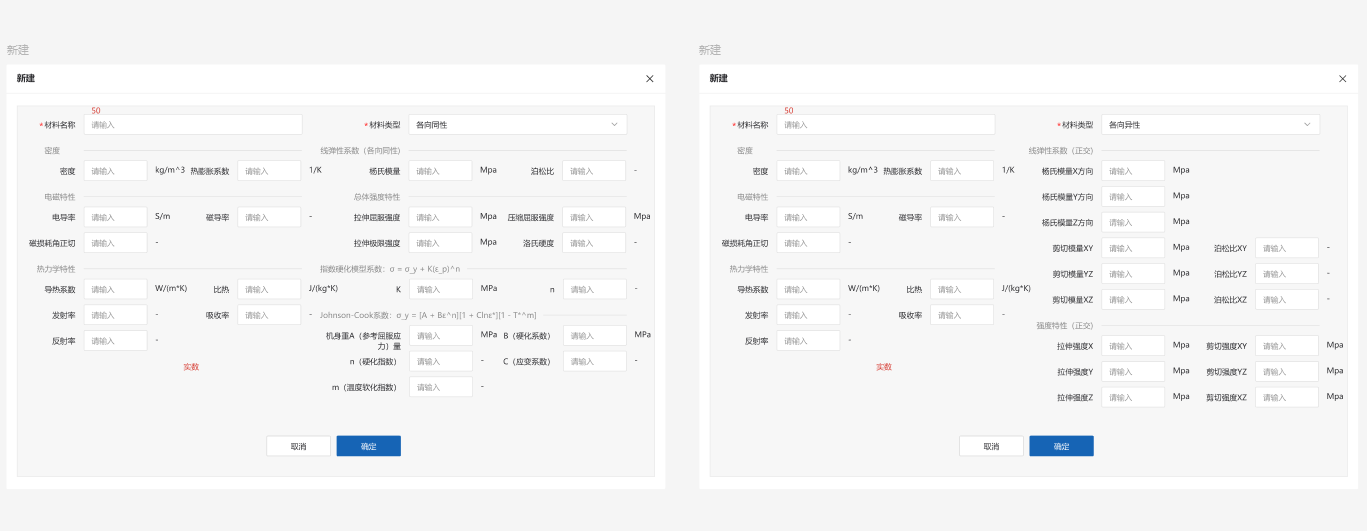 新建
新建
50
*材料名称 请输入 *材料类型 各向同性
密度 线弹性系数（各向同性）
密度 请输入 kg/m^3 热膨胀系数 请输入 1/K 杨氏模量 请输入 Mpa 泊松比 请输入 -
电磁特性 总体强度特性
电导率 请输入 S/m 磁导率 请输入 - 拉伸屈服强度 请输入 Mpa 压缩屈服强度 请输入 Mpa
磁损耗角正切 请输入 - 拉伸极限强度 请输入 Mpa 洛氏硬度 请输入 -
热力学特性 指数硬化模型系数：σ = σ_y + K(ε_p)^n
导热系数 请输入 W/(m*K) 比热 请输入 J/(kg*K) K 请输入 MPa n 请输入 -
发射率 请输入 - 吸收率 请输入 - Johnson-Cook系数：σ_y = [A + Bε^n][1 + Clnε*][1 - T*^m]
反射率 请输入 - 机身重A（参考屈服应
力）量 请输入 MPa B（硬化系数） 请输入 MPa
实数 n（硬化指数） 请输入 - C（应变系数） 请输入 -
m（温度软化指数） 请输入 -
取消 确定
新建
新建
50
*材料名称 请输入 *材料类型 各向异性
密度 线弹性系数（正交）
密度 请输入 kg/m^3 热膨胀系数 请输入 1/K 杨氏模量X方向 请输入 Mpa
电磁特性 杨氏模量Y方向 请输入 Mpa
电导率 请输入 S/m 磁导率 请输入 - 杨氏模量Z方向 请输入 Mpa
磁损耗角正切 请输入 - 剪切模量XY 请输入 Mpa 泊松比XY 请输入 -
热力学特性 剪切模量YZ 请输入 Mpa 泊松比YZ 请输入 -
导热系数 请输入 W/(m*K) 比热 请输入 J/(kg*K) 剪切模量XZ 请输入 Mpa 泊松比XZ 请输入 -
发射率 请输入 - 吸收率 请输入 - 强度特性（正交）
反射率 请输入 - 拉伸强度X 请输入 Mpa 剪切强度XY 请输入 Mpa
实数 拉伸强度Y 请输入 Mpa 剪切强度YZ 请输入 Mpa
拉伸强度Z 请输入 Mpa 剪切强度XZ 请输入 Mpa
取消 确定